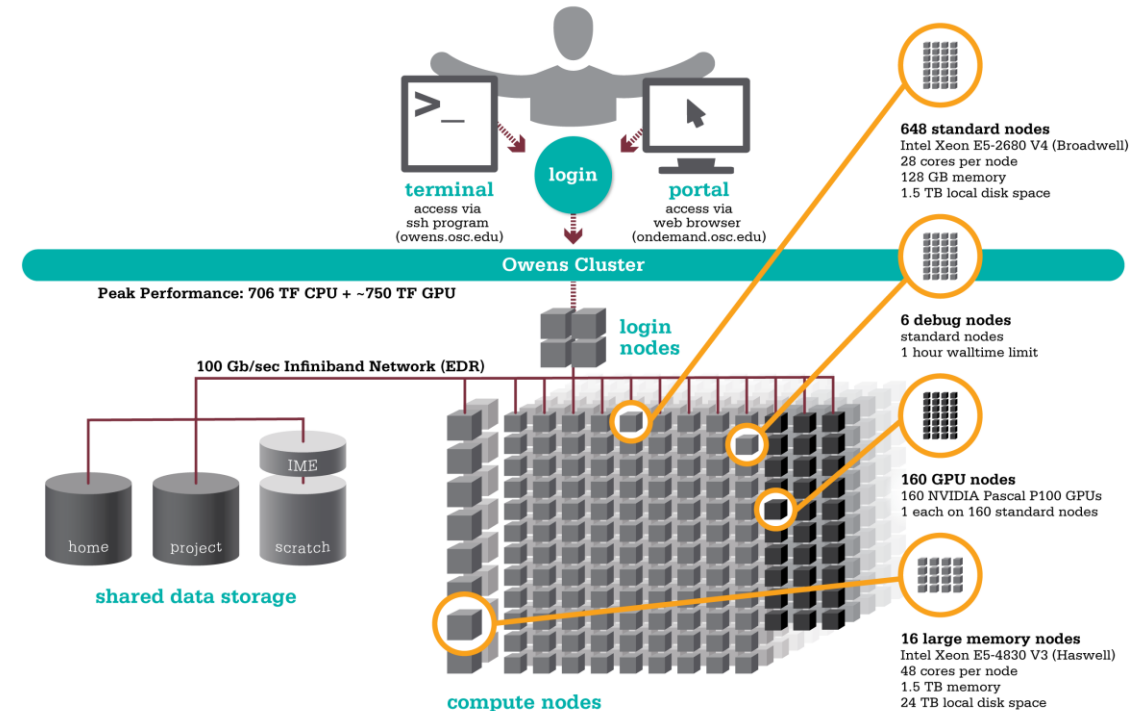 >_
login
terminal
access via
ssh program
(owens.osc.edu)
portal
access via
web browser
(ondemand.osc.edu)
Owens Cluster
Peak Performance: 706 TF CPU + ~750 TF GPU
login
nodes
100 Gb/sec Infiniband Network (EDR)
IME
home
project
scratch
shared data storage
compute nodes
648 standard nodes
Intel Xeon E5-2680 V4 (Broadwell)
28 cores per node
128 GB memory
1.5 TB local disk space
6 debug nodes
standard nodes
1 hour walltime limit
160 GPU nodes
160 NVIDIA Pascal P100 GPUs
1 each on 160 standard nodes
16 large memory nodes
Intel Xeon E5-4830 V3 (Haswell)
48 cores per node
1.5 TB memory
24 TB local disk space